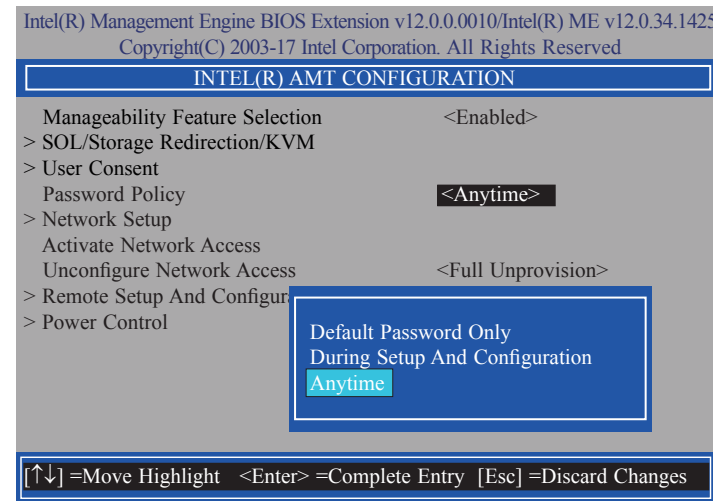 Intel(R) Management Engine BIOS Extension v12.0.0.0010/Intel(R) ME v12.0.34.1425
Copyright(C) 2003-17 Intel Corporation. All Rights Reserved
INTEL(R) AMT CONFIGURATION
Manageability Feature Selection <Enabled>
> SOL/Storage Redirection/KVM
> User Consent
Password Policy <Anytime>
> Network Setup
Activate Network Access
Unconfigure Network Access <Full Unprovision>
> Remote Setup And Configur
> Power Control
Default Password Only
During Setup And Configuration
Anytime
[↑↓] =Move Highlight <Enter> =Complete Entry [Esc] =Discard Changes